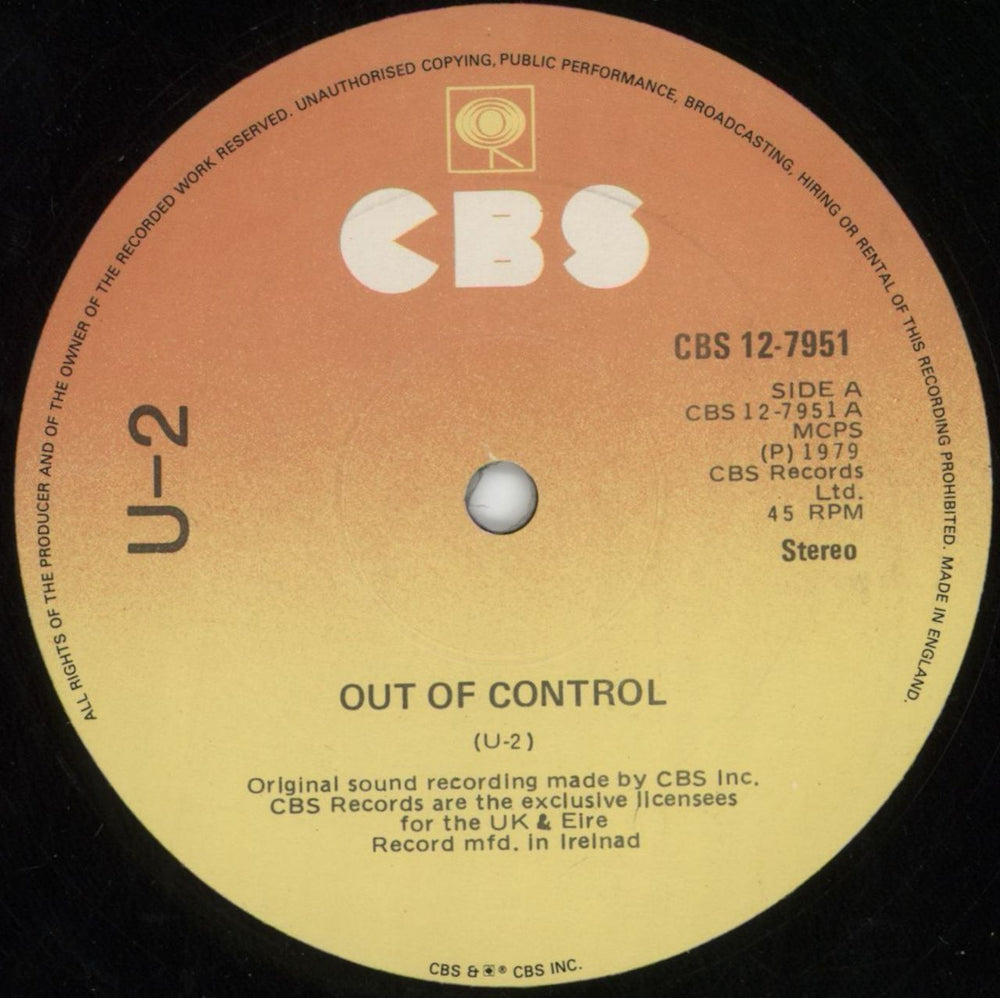 ALL RIGHTS OF THE PRODUCER AND OF THE OWNER OF THE RECORDED WORK RESERVED. UNAUTHORISED COPYING, PUBLIC PERFORMANCE, BROADCASTING, HIRING OR RENTAL OF THIS RECORDING PROHIBITED. MADE IN ENGLAND.
CBS
CBS 12-7951
SIDE A
CBS 12-7951 A
MCPS
(P) 1979
CBS Records
Ltd.
45 RPM
Stereo
U-2
OUT OF CONTROL
(U-2)
Original sound recording made by CBS Inc.
CBS Records are the exclusive licensees
for the UK & Eire
Record mfd. in Irelnad
CBS & ® CBS INC.